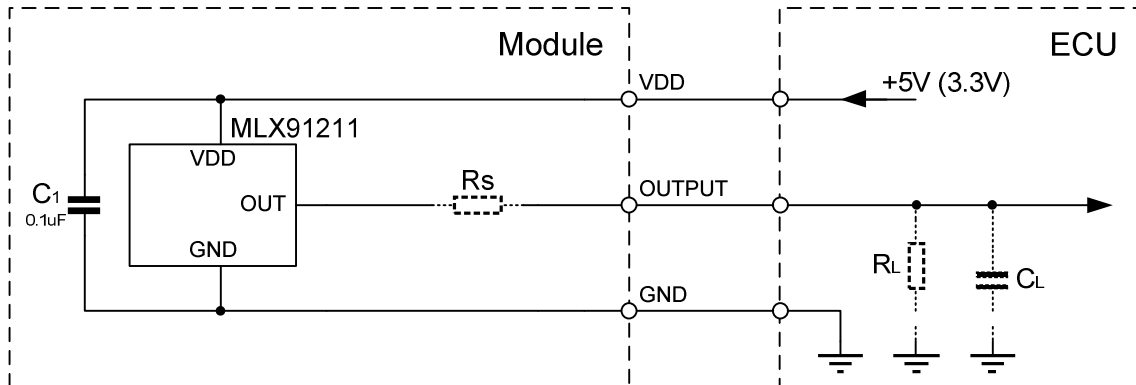 Module
ECU
VDD
+5V (3.3V)
MLX91211
VDD
C1
0.1uF
OUT
Rs
OUTPUT
GND
RL
CL
GND